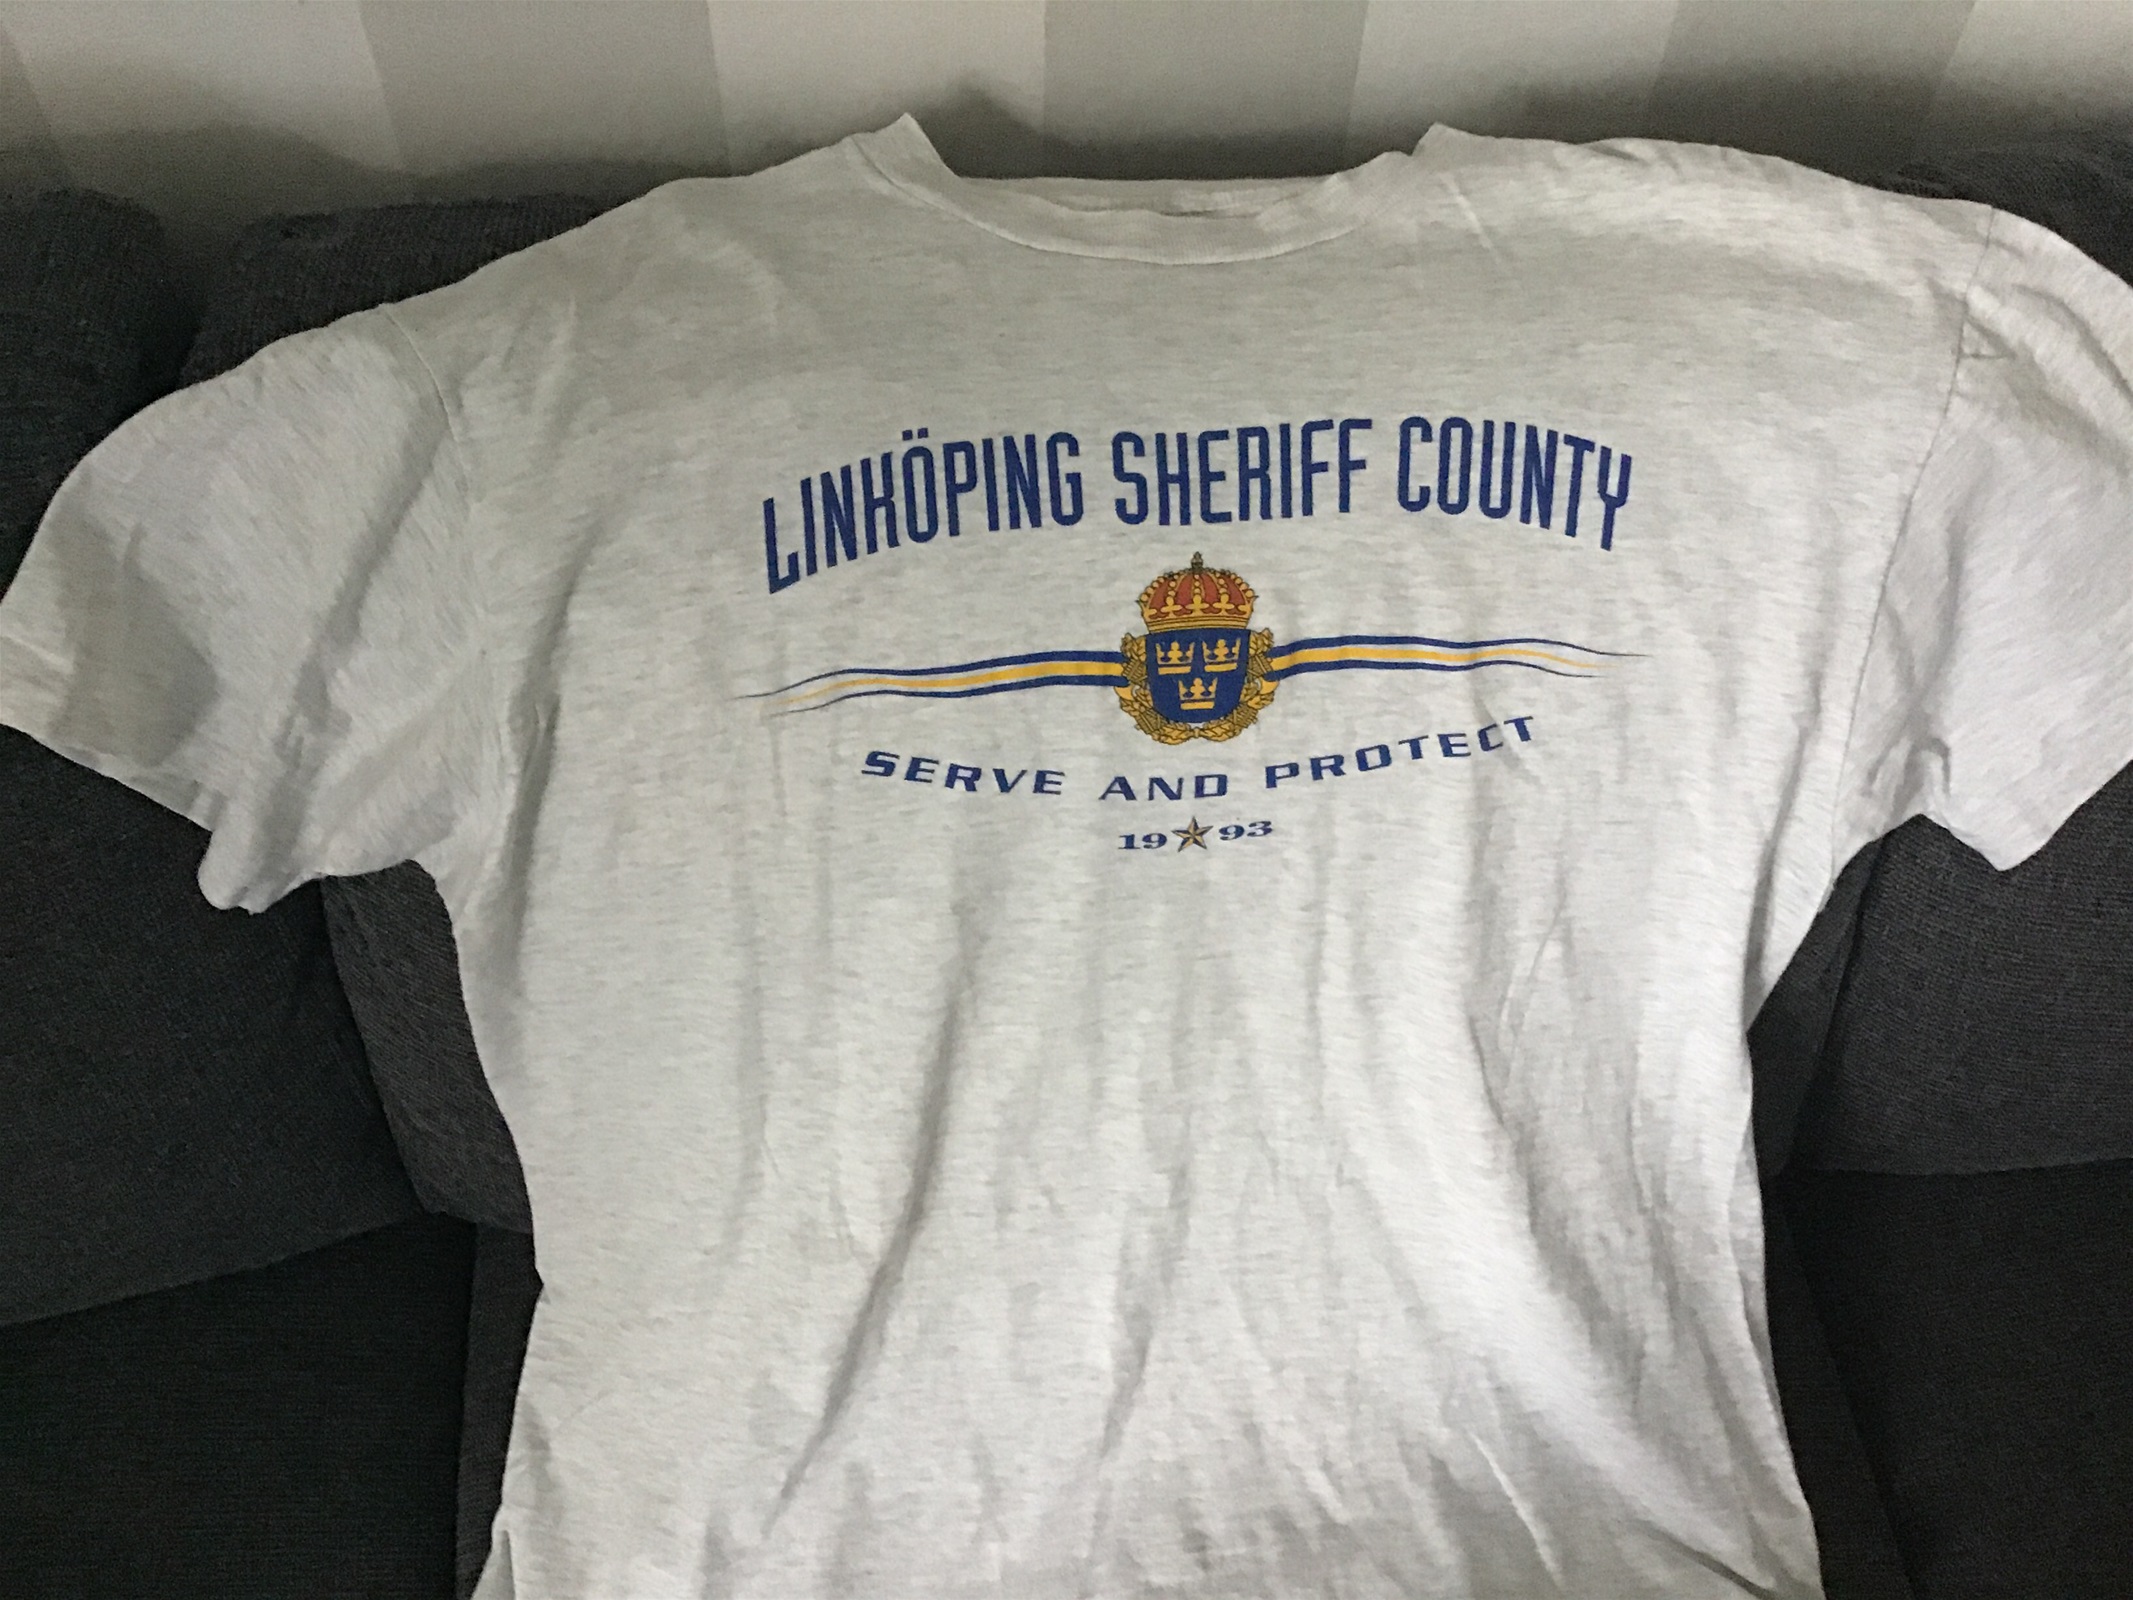 LINKÖPING SHERIFF COUNTY
SERVE AND PROTECT
19 93